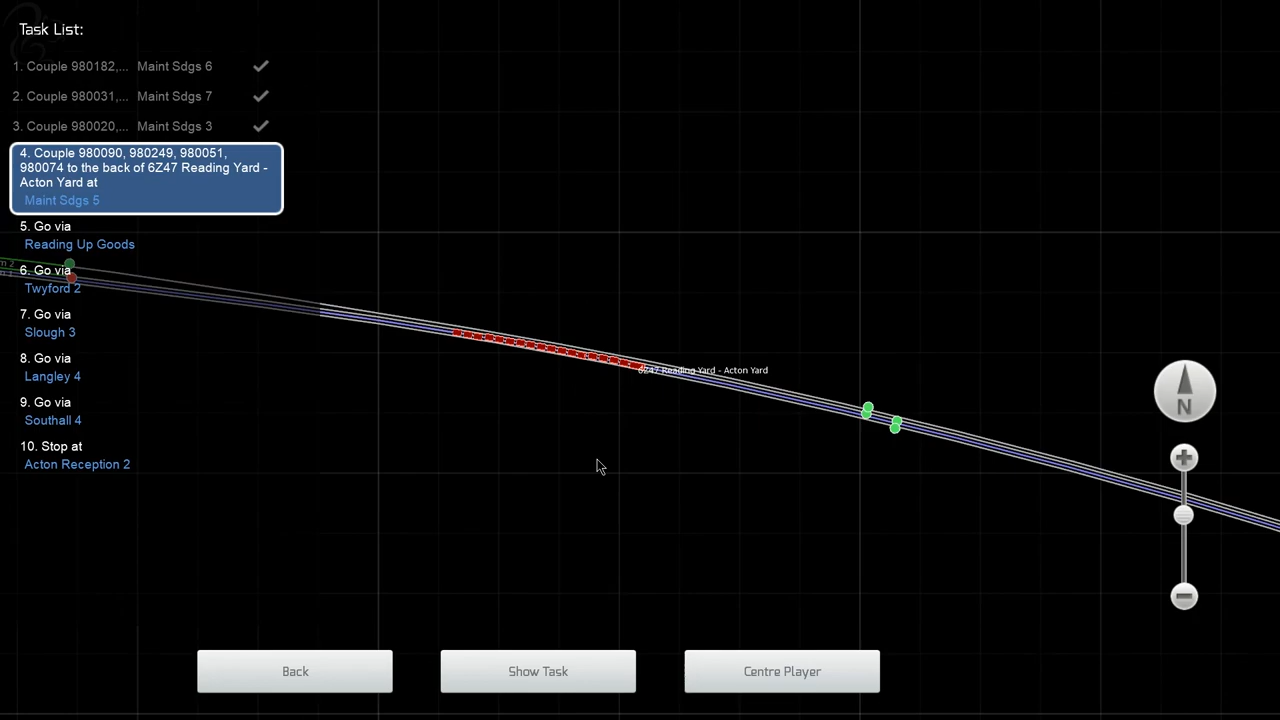 Task List:
1. Couple 980182,... Maint Sdgs 6
2. Couple 980031,... Maint Sdgs 7
3. Couple 980020,... Maint Sdgs 3
4. Couple 980090, 980249, 980051,
980074 to the back of 6Z47 Reading Yard -
Acton Yard at
Maint Sdgs 5
5. Go via
Reading Up Goods
6. Go via
Twyford 2
7. Go via
Slough 3
8. Go via
Langley 4
9. Go via
Southall 4
10. Stop at
Acton Reception 2
6Z47 Reading Yard - Acton Yard
N
Back
Show Task
Centre Player